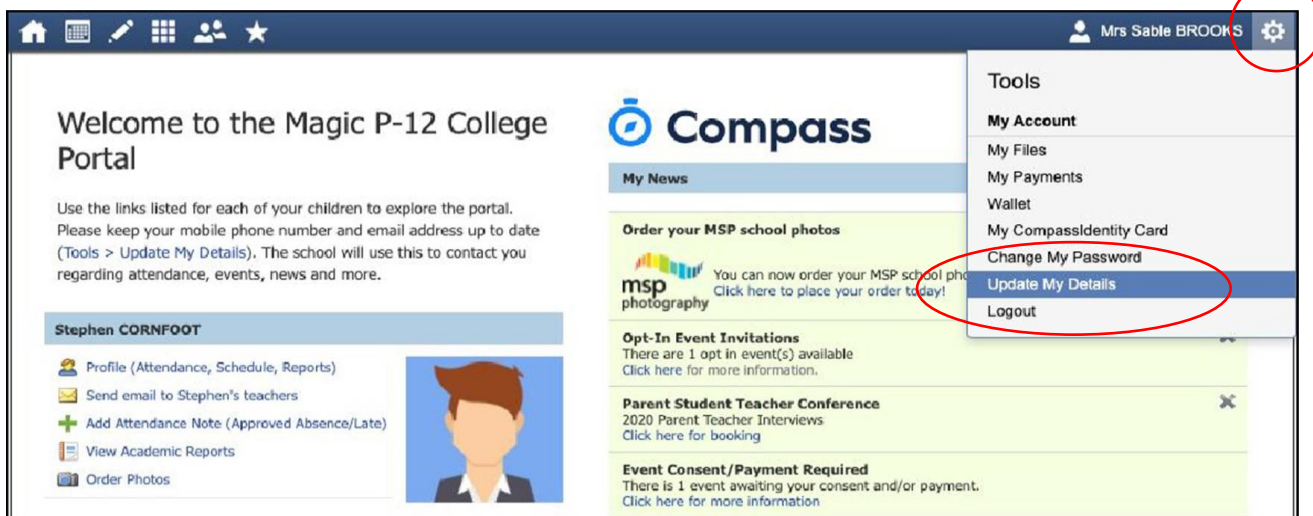 Mrs Sable BROOKS
Welcome to the Magic P-12 College
Portal
Use the links listed for each of your children to explore the portal.
Please keep your mobile phone number and email address up to date
(Tools > Update My Details). The school will use this to contact you
regarding attendance, events, news and more.
Stephen CORNFOOT
Profile (Attendance, Schedule, Reports)
Send email to Stephen's teachers
Add Attendance Note (Approved Absence/Late)
View Academic Reports
Order Photos
Compass
My News
Order your MSP school photos
msp
photography
You can now order your MSP school
Click here to place your order today!
Opt-In Event Invitations
There are 1 opt in event(s) available
Click here for more information.
Parent Student Teacher Conference
2020 Parent Teacher Interviews
Click here for booking
Event Consent/Payment Required
There is 1 event awaiting your consent and/or payment.
Click here for more information
Tools
My Account
My Files
My Payments
Wallet
My CompassIdentity Card
Change My Password
Update My Details
Logout